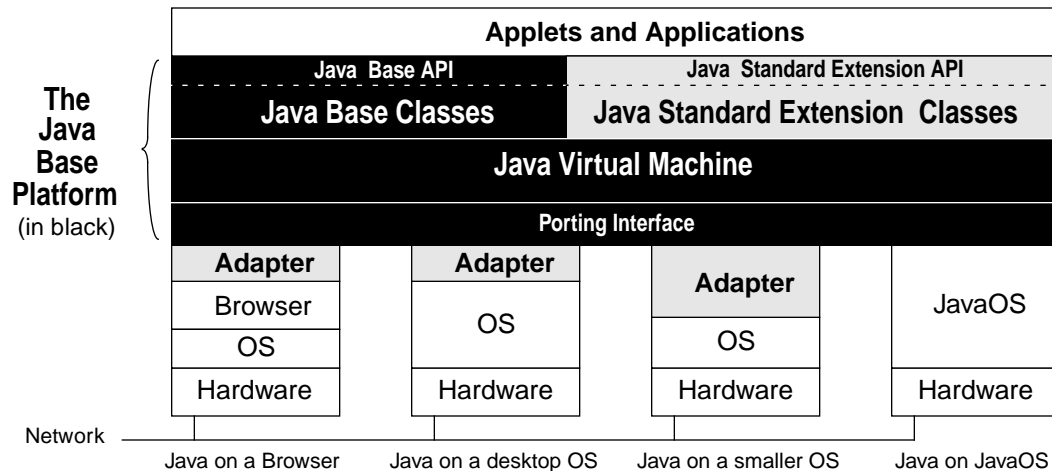 Applets and Applications
Java Base API
Java Standard Extension API
The
Java
Base
Platform
(in black)
Java Base Classes
Java Standard Extension Classes
Java Virtual Machine
Porting Interface
Adapter
Browser
OS
Hardware
Adapter
OS
Hardware
Adapter
OS
Hardware
JavaOS
Hardware
Network
Java on a Browser
Java on a desktop OS
Java on a smaller OS
Java on JavaOS